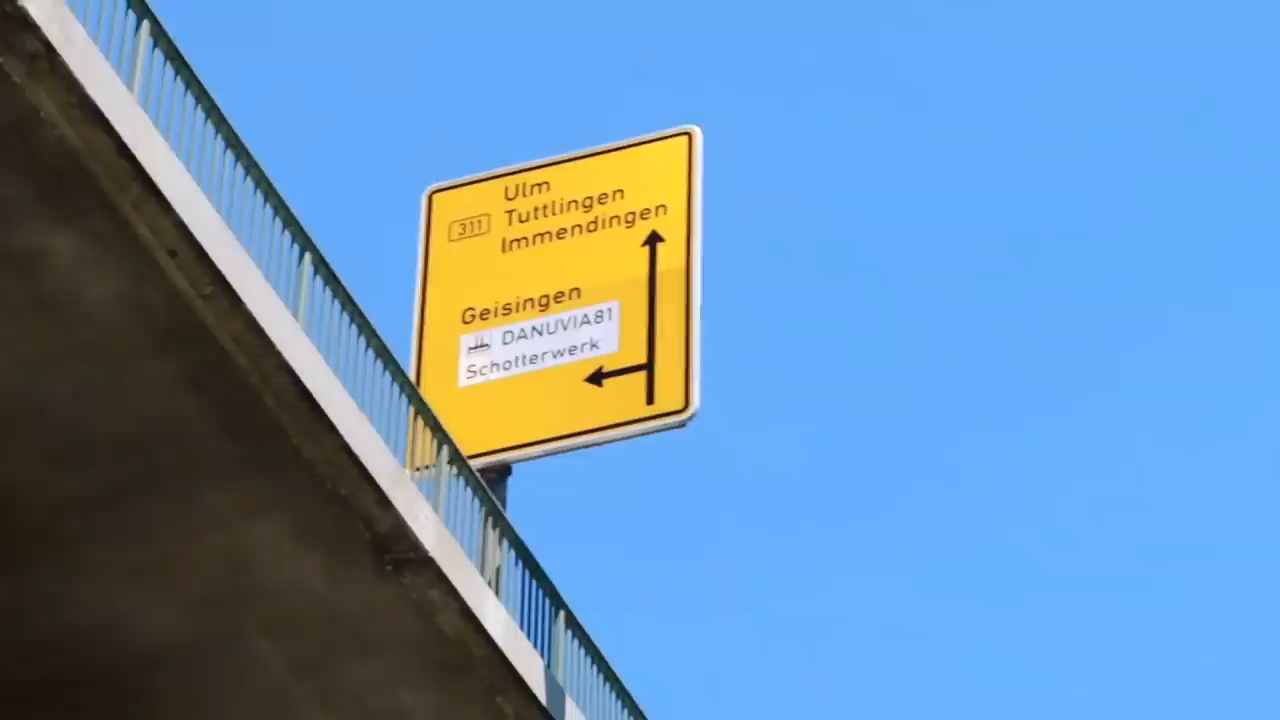 Ulm
311 Tuttlingen
Immendingen
Geisingen
DANUVIA81
Schotterwerk